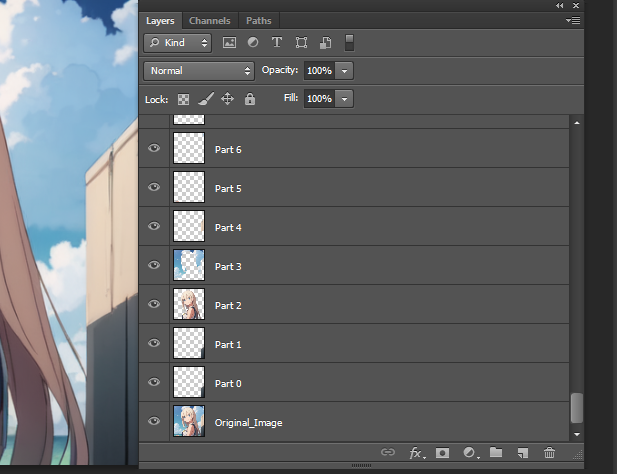 Layers Channels Paths
Kind
Normal Opacity: 100%
Lock: Fill: 100%
Part 6
Part 5
Part 4
Part 3
Part 2
Part 1
Part 0
Original_Image
fx